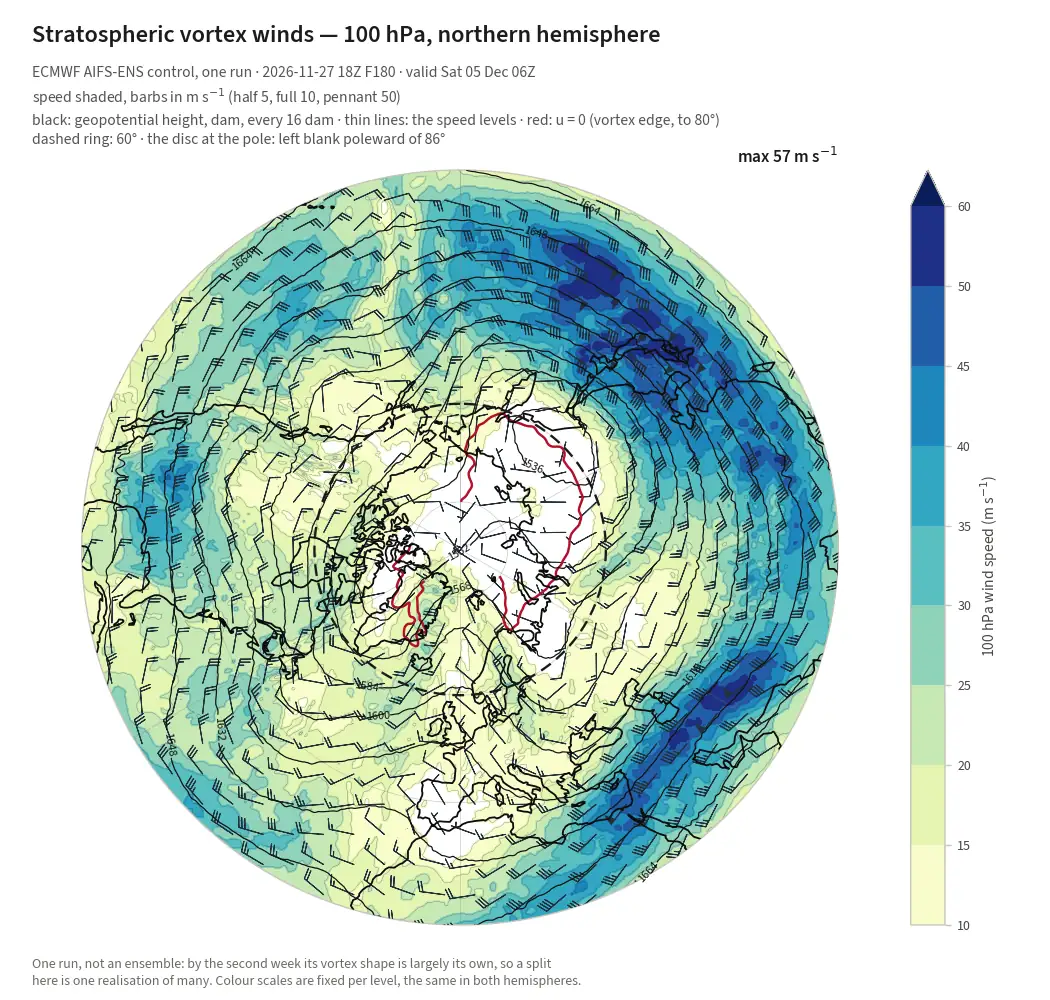 Stratospheric vortex winds — 100 hPa, northern hemisphere
ECMWF AIFS-ENS control, one run · 2026-11-27 18Z F180 · valid Sat 05 Dec 06Z
speed shaded, barbs in m s⁻¹ (half 5, full 10, pennant 50)
black: geopotential height, dam, every 16 dam · thin lines: the speed levels · red: u = 0 (vortex edge, to 80°)
dashed ring: 60° · the disc at the pole: left blank poleward of 86°
max 57 m s⁻¹
1664
1648
1664
1536
1584
1600
1632
1648
1664
60
50
45
40
35
30
25
20
15
10
100 hPa wind speed (m s⁻¹)
One run, not an ensemble: by the second week its vortex shape is largely its own, so a split
here is one realisation of many. Colour scales are fixed per level, the same in both hemispheres.